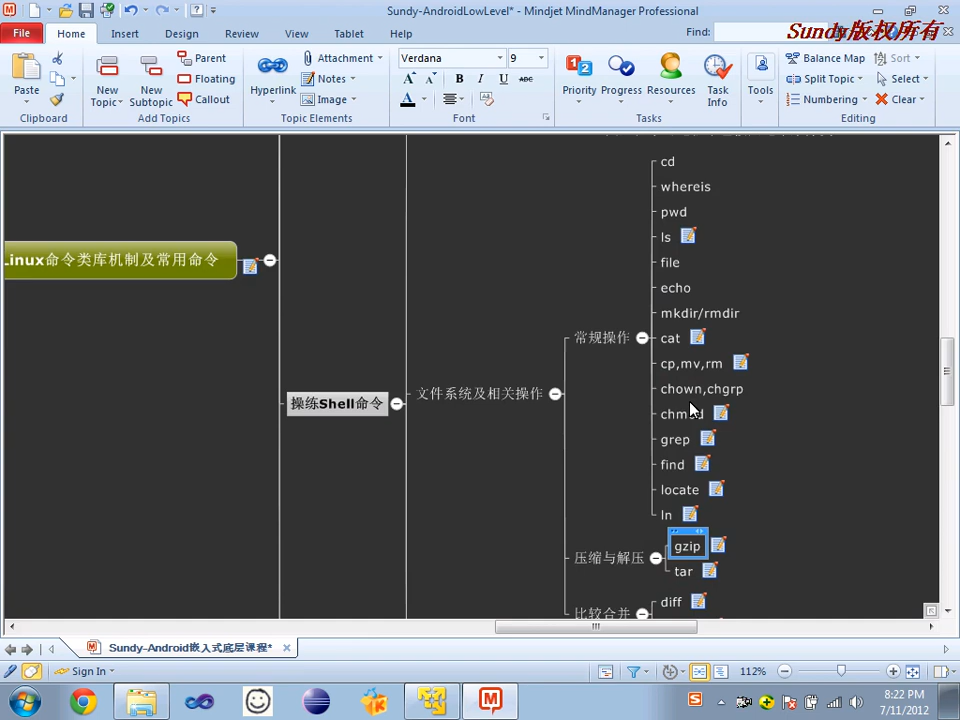 Sundy-AndroidLowLevel* - Mindjet MindManager Professional
Sundy版权所有
File
Home
Insert
Design
Review
View
Tablet
Help
Find:
Paste
New Topic
New Subtopic
Parent
Floating
Callout
Hyperlink
Attachment
Notes
Image
Verdana
9
B
I
U
ABC
A
Priority
Progress
Resources
Task Info
Tools
Balance Map
Split Topic
Numbering
Sort
Select
Clear
Clipboard
Add Topics
Topic Elements
Font
Tasks
Editing
cd
whereis
pwd
ls
Linux命令类库机制及常用命令
file
echo
mkdir/rmdir
常规操作
cat
cp,mv,rm
chown,chgrp
操练Shell命令
文件系统及相关操作
grep
find
locate
ln
gzip
压缩与解压
tar
diff
比较合并
Sundy-Android嵌入式底层课程*
Sign In
112%
8:22 PM
7/11/2012